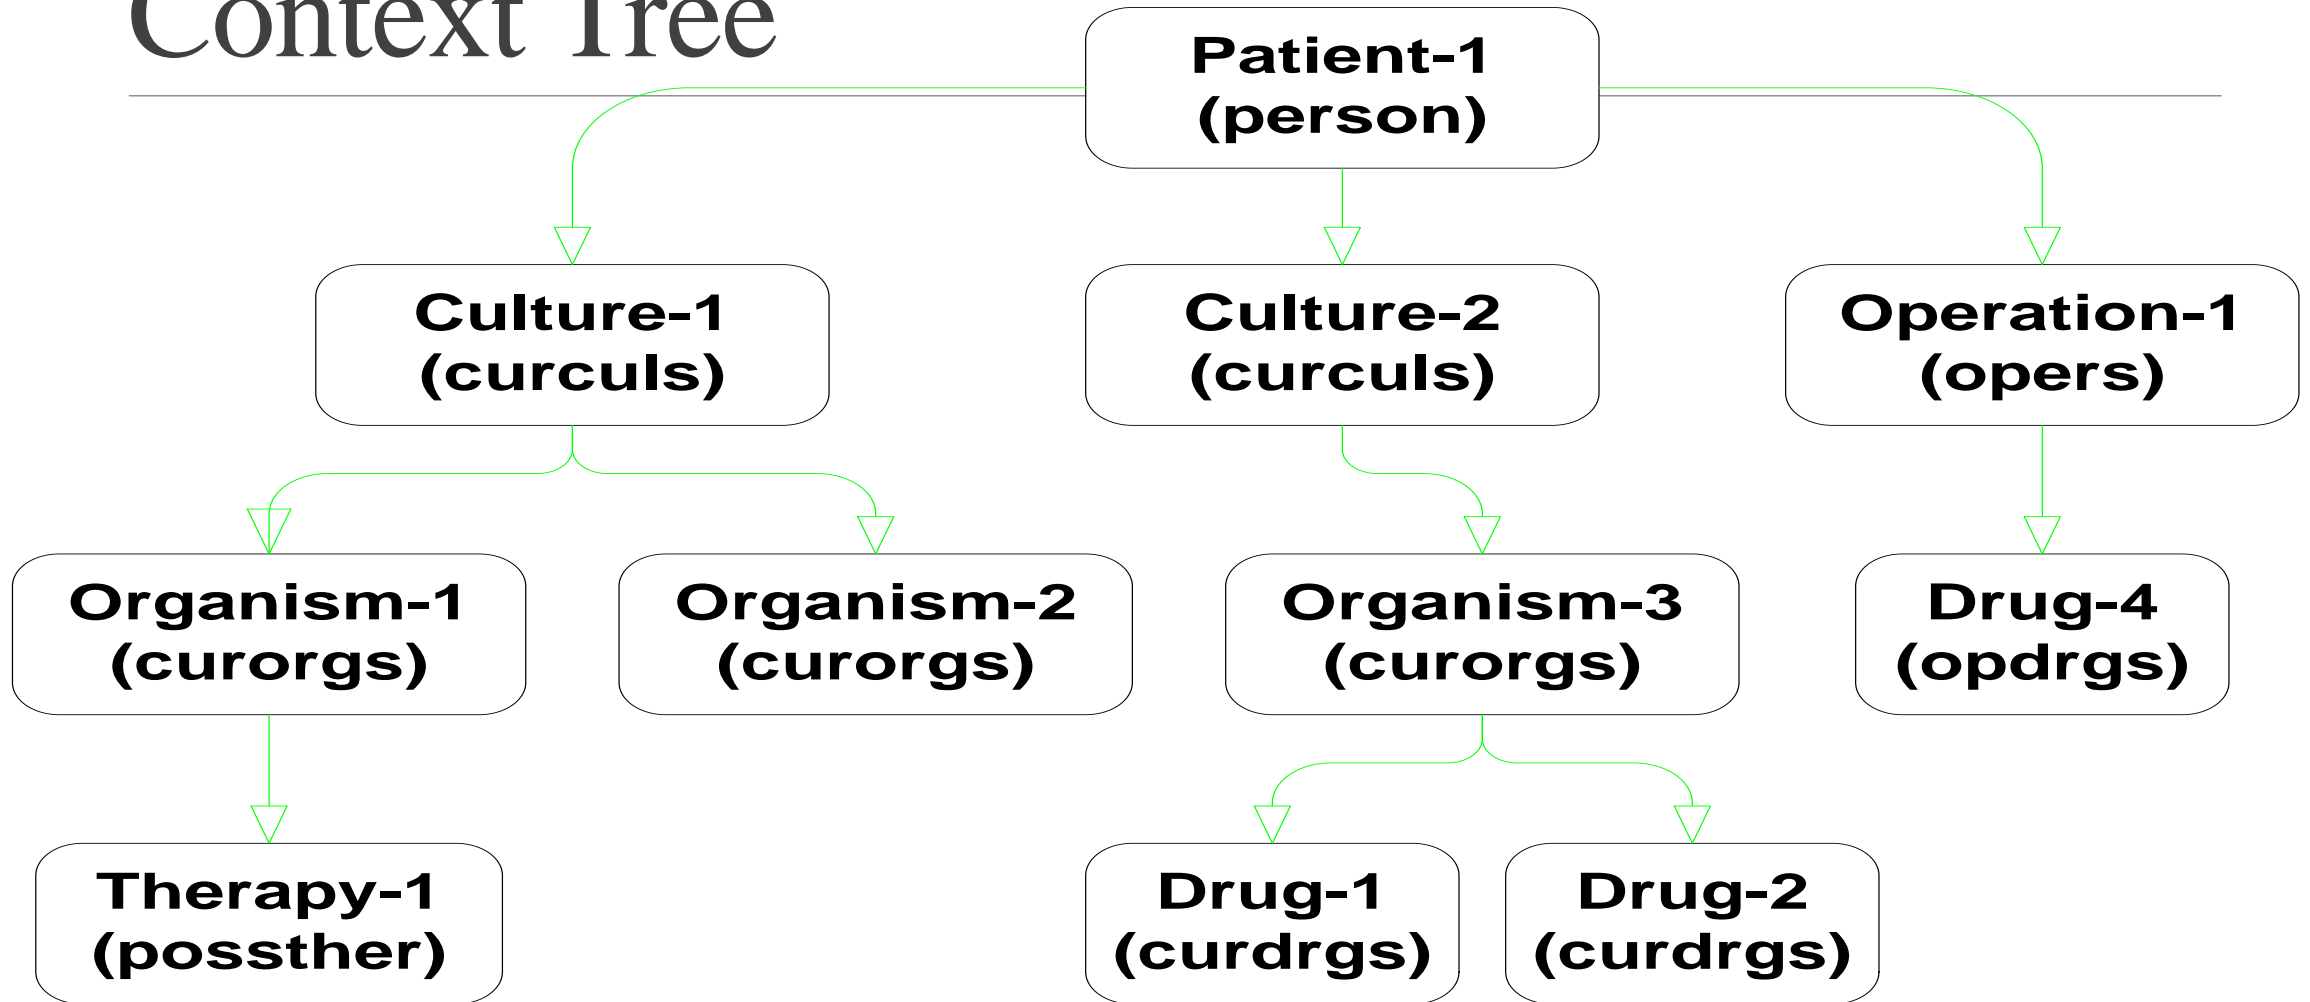 Context Tree
Patient-1
(person)
Culture-1
(curculs)
Culture-2
(curculs)
Operation-1
(opers)
Organism-1
(curorgs)
Organism-2
(curorgs)
Organism-3
(curorgs)
Drug-4
(opdrgs)
Therapy-1
(possther)
Drug-1
(curdrgs)
Drug-2
(curdrgs)